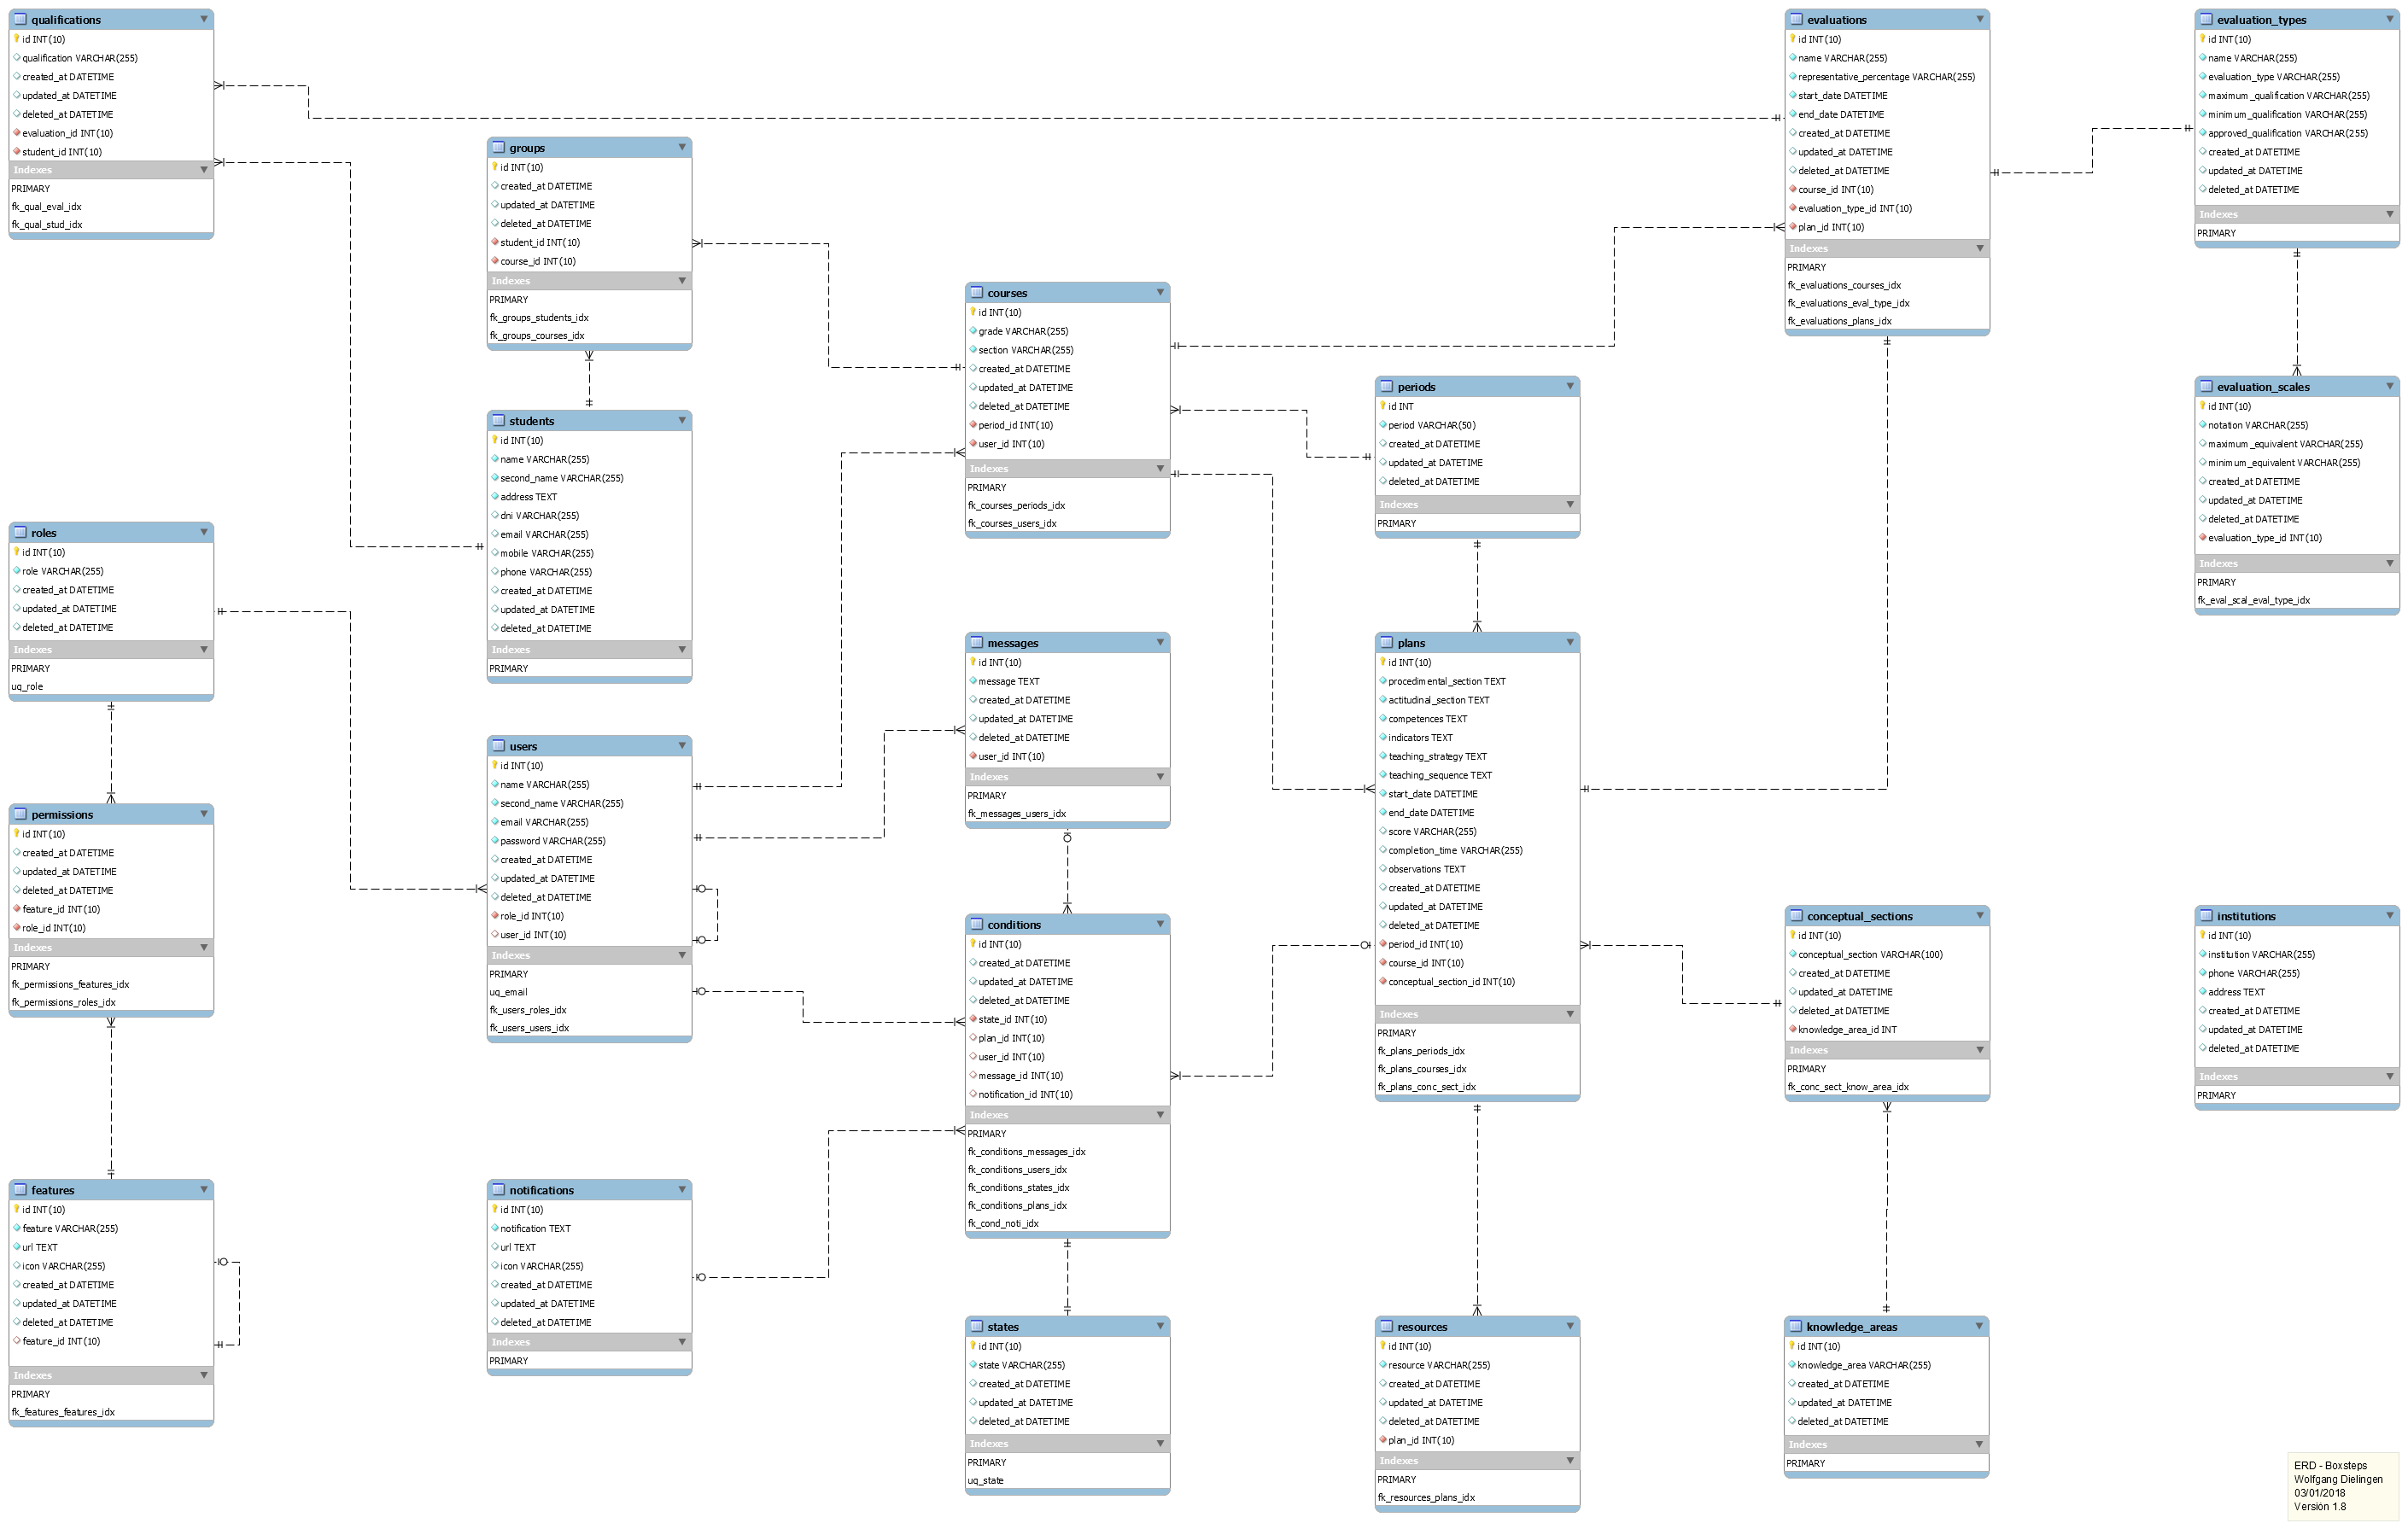 qualifications
id INT(10)
qualification VARCHAR(255)
created_at DATETIME
updated_at DATETIME
deleted_at DATETIME
evaluation_id INT(10)
student_id INT(10)
Indexes
PRIMARY
fk_qual_eval_idx
fk_qual_stud_idx
groups
id INT(10)
created_at DATETIME
updated_at DATETIME
deleted_at DATETIME
student_id INT(10)
course_id INT(10)
Indexes
PRIMARY
fk_groups_students_idx
fk_groups_courses_idx
courses
id INT(10)
grade VARCHAR(255)
section VARCHAR(255)
created_at DATETIME
updated_at DATETIME
deleted_at DATETIME
period_id INT(10)
user_id INT(10)
Indexes
PRIMARY
fk_courses_periods_idx
fk_courses_users_idx
evaluations
id INT(10)
name VARCHAR(255)
representative_percentage VARCHAR(255)
start_date DATETIME
end_date DATETIME
created_at DATETIME
updated_at DATETIME
deleted_at DATETIME
course_id INT(10)
evaluation_type_id INT(10)
plan_id INT(10)
Indexes
PRIMARY
fk_evaluations_courses_idx
fk_evaluations_eval_type_idx
fk_evaluations_plans_idx
evaluation_types
id INT(10)
name VARCHAR(255)
evaluation_type VARCHAR(255)
maximum_qualification VARCHAR(255)
minimum_qualification VARCHAR(255)
approved_qualification VARCHAR(255)
created_at DATETIME
updated_at DATETIME
deleted_at DATETIME
Indexes
PRIMARY
periods
id INT
period VARCHAR(50)
created_at DATETIME
updated_at DATETIME
deleted_at DATETIME
Indexes
PRIMARY
evaluation_scales
id INT(10)
notation VARCHAR(255)
maximum_equivalent VARCHAR(255)
minimum_equivalent VARCHAR(255)
created_at DATETIME
updated_at DATETIME
deleted_at DATETIME
evaluation_type_id INT(10)
Indexes
PRIMARY
fk_eval_scal_eval_type_idx
students
id INT(10)
name VARCHAR(255)
second_name VARCHAR(255)
address TEXT
dni VARCHAR(255)
email VARCHAR(255)
mobile VARCHAR(255)
phone VARCHAR(255)
created_at DATETIME
updated_at DATETIME
deleted_at DATETIME
Indexes
PRIMARY
roles
id INT(10)
role VARCHAR(255)
created_at DATETIME
updated_at DATETIME
deleted_at DATETIME
Indexes
PRIMARY
uq_role
messages
id INT(10)
message TEXT
created_at DATETIME
updated_at DATETIME
deleted_at DATETIME
user_id INT(10)
Indexes
PRIMARY
fk_messages_users_idx
plans
id INT(10)
procedimental_section TEXT
actitudinal_section TEXT
competences TEXT
indicators TEXT
teaching_strategy TEXT
teaching_sequence TEXT
start_date DATETIME
end_date DATETIME
score VARCHAR(255)
completion_time VARCHAR(255)
observations TEXT
created_at DATETIME
updated_at DATETIME
deleted_at DATETIME
period_id INT(10)
course_id INT(10)
conceptual_section_id INT(10)
Indexes
PRIMARY
fk_plans_periods_idx
fk_plans_courses_idx
fk_plans_conc_sect_idx
users
id INT(10)
name VARCHAR(255)
second_name VARCHAR(255)
email VARCHAR(255)
password VARCHAR(255)
created_at DATETIME
updated_at DATETIME
deleted_at DATETIME
role_id INT(10)
user_id INT(10)
Indexes
PRIMARY
uq_email
fk_users_roles_idx
fk_users_users_idx
permissions
id INT(10)
created_at DATETIME
updated_at DATETIME
deleted_at DATETIME
feature_id INT(10)
role_id INT(10)
Indexes
PRIMARY
fk_permissions_features_idx
fk_permissions_roles_idx
conditions
id INT(10)
created_at DATETIME
updated_at DATETIME
deleted_at DATETIME
state_id INT(10)
plan_id INT(10)
user_id INT(10)
message_id INT(10)
notification_id INT(10)
Indexes
PRIMARY
fk_conditions_messages_idx
fk_conditions_users_idx
fk_conditions_states_idx
fk_conditions_plans_idx
fk_cond_noti_idx
conceptual_sections
id INT(10)
conceptual_section VARCHAR(100)
created_at DATETIME
updated_at DATETIME
deleted_at DATETIME
knowledge_area_id INT
Indexes
PRIMARY
fk_conc_sect_know_area_idx
institutions
id INT(10)
institution VARCHAR(255)
phone VARCHAR(255)
address TEXT
created_at DATETIME
updated_at DATETIME
deleted_at DATETIME
Indexes
PRIMARY
features
id INT(10)
feature VARCHAR(255)
url TEXT
icon VARCHAR(255)
created_at DATETIME
updated_at DATETIME
deleted_at DATETIME
feature_id INT(10)
Indexes
PRIMARY
fk_features_features_idx
notifications
id INT(10)
notification TEXT
url TEXT
icon VARCHAR(255)
created_at DATETIME
updated_at DATETIME
deleted_at DATETIME
Indexes
PRIMARY
states
id INT(10)
state VARCHAR(255)
created_at DATETIME
updated_at DATETIME
deleted_at DATETIME
Indexes
PRIMARY
uq_state
resources
id INT(10)
resource VARCHAR(255)
created_at DATETIME
updated_at DATETIME
deleted_at DATETIME
plan_id INT(10)
Indexes
PRIMARY
fk_resources_plans_idx
knowledge_areas
id INT(10)
knowledge_area VARCHAR(255)
created_at DATETIME
updated_at DATETIME
deleted_at DATETIME
Indexes
PRIMARY
ERD - Boxsteps
Wolfgang Dielingen
03/01/2018
Versión 1.8